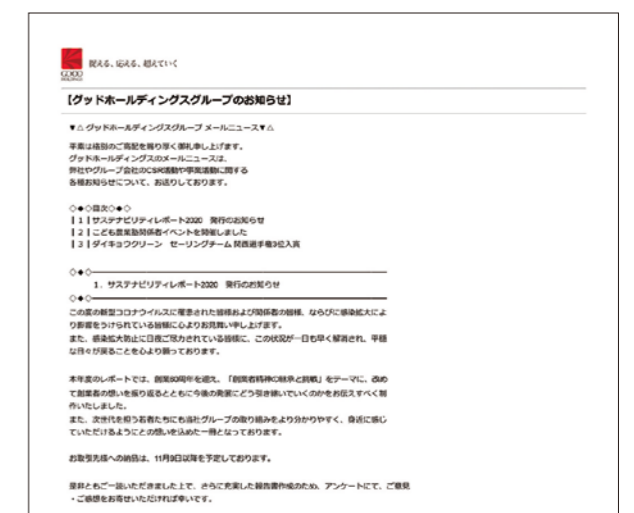 捉える、応える、超えていく
GOOD
HOLDINGS
【グッドホールディングスグループのお知らせ】
▼△グッドホールディングスグループ メールニュース▼△
平素は格別のご高配を賜り厚く御礼申し上げます。
グッドホールディングスのメールニュースは、
弊社やグループ会社のCSR活動や事業活動に関する
各種お知らせについて、お送りしております。
◇◆◇目次◇◆◇
┃1┃サステナビリティレポート2020 発行のお知らせ
┃2┃こども農業塾関係者イベントを開催しました
┃3┃ダイキョウクリーン セーリングチーム 関西選手権3位入賞
◇◆◇――――――――――――――――――――
1．サステナビリティレポート2020 発行のお知らせ
◇◆◇――――――――――――――――――――
この度の新型コロナウイルスに罹患された皆様および関係者の皆様、ならびに感染拡大によ
り影響をうけられている皆様に心よりお見舞い申し上げます。
また、感染拡大防止に日夜ご尽力されている皆様に、この状況が一日も早く解消され、平穏
な日々が戻ることを心より願っております。
本年度のレポートでは、創業50周年を迎え、「創業者精神の継承と挑戦」をテーマに、改め
て創業者の想いを振り返るとともに今後の発展にどう引き継いでいくのかをお伝えすべく制
作いたしました。
また、次世代を担う若者たちにも当社グループの取り組みをより分かりやすく、身近に感じ
ていただけるようにとの想いを込めた一冊となっております。
お取引先様への納品は、11月9日以降を予定しております。
是非ともご一読いただきました上で、さらに充実した報告書作成のため、アンケートにて、ご意見
・ご感想をお寄せいただければ幸いです。